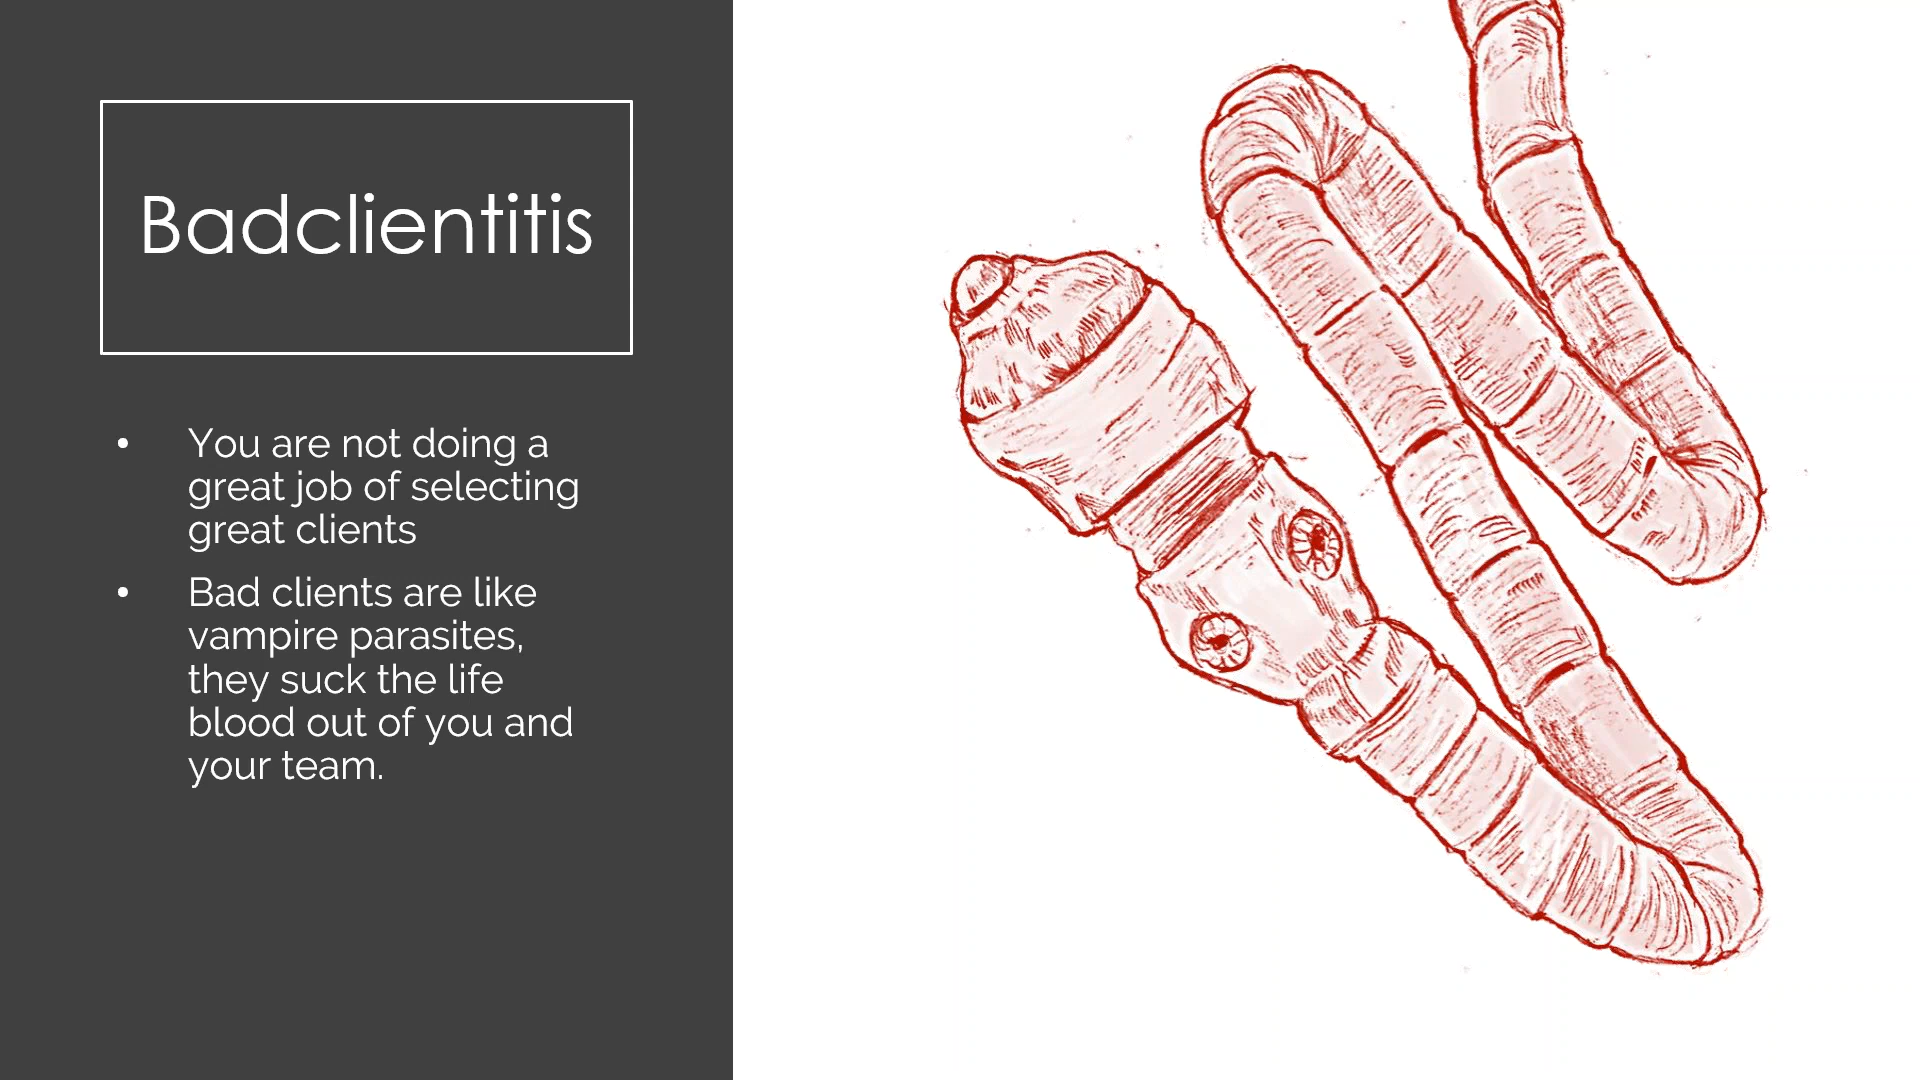 Badclientitis
• You are not doing a
great job of selecting
great clients
• Bad clients are like
vampire parasites,
they suck the life
blood out of you and
your team.